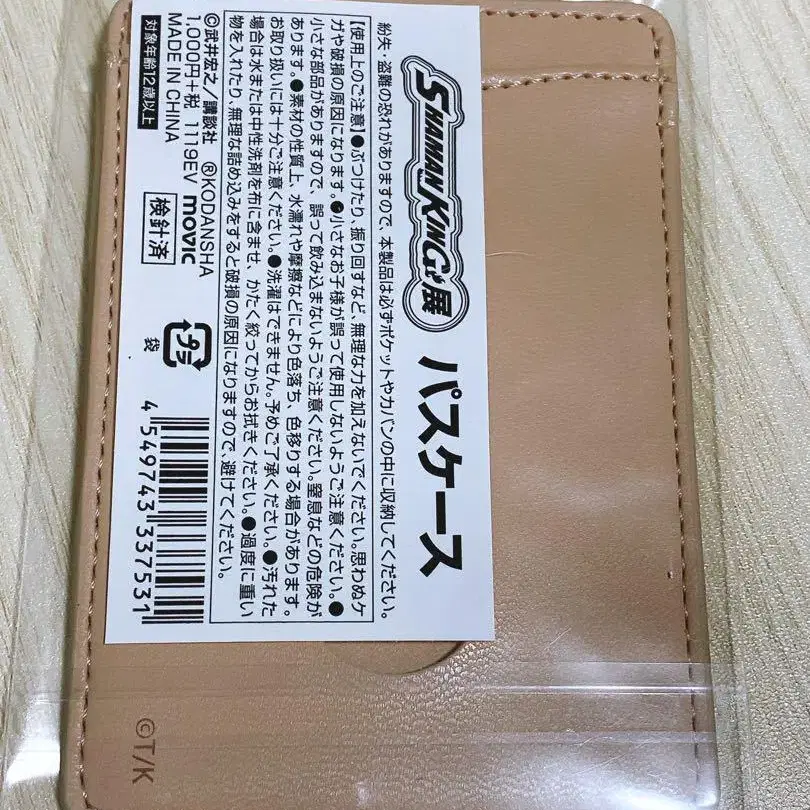 SHAMAN KING展 パスケース
紛失・盗難の恐れがありますので、本製品は必ずポケットやカバンの中に収納してください。
【使用上のご注意】●ぶつけたり、振り回すなど、無理な力を加えないでください。思わぬケ
ガや破損の原因になります。●小さなお子様が誤って使用しないようご注意ください。●
小さな部品がありますので、誤って飲み込まないようご注意ください。窒息などの危険が
あります。●素材の性質上、水濡れや摩擦などにより色落ち、色移りする場合があります。
お取り扱いには十分ご注意ください。●洗濯はできません。予めご了承ください。●汚れた
場合は水または中性洗剤を布に含ませ、かたく絞ってからお拭きください。●過度に重い
物を入れたり、無理な詰め込みをすると破損の原因になりますので、避けてください。
©武井宏之/講談社 ®KODANSHA
1,000円+税 1119EV movic
MADE IN CHINA
検針済
対象年齢12歳以上
プラ
袋
4 549743 337531
©T/K